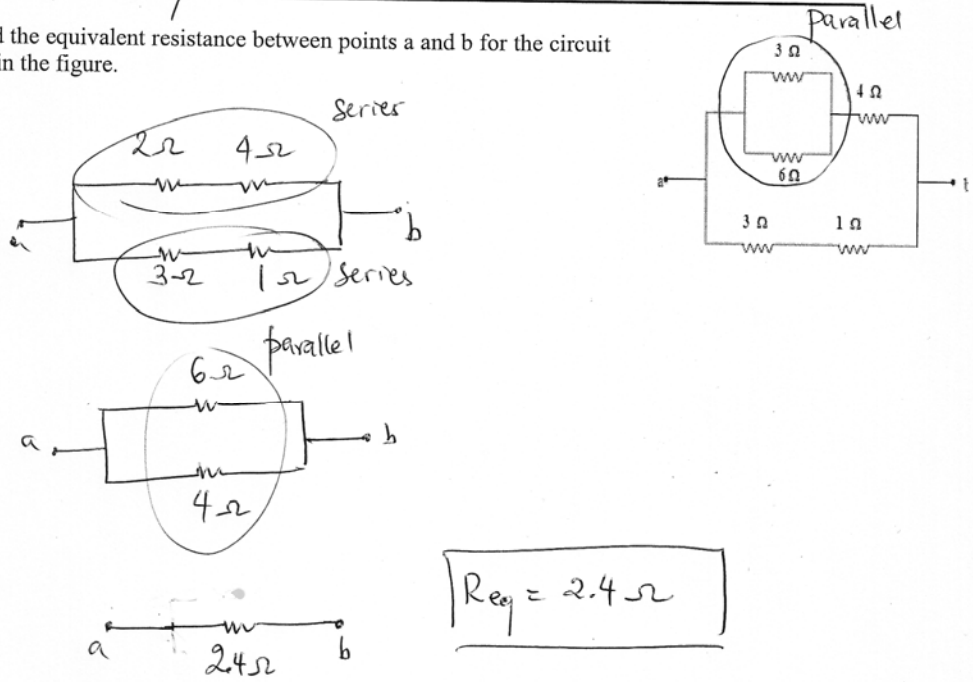 the equivalent resistance between points a and b for the circuit
in the figure.
Parallel
3 Ω
4 Ω
6 Ω
3 Ω
1 Ω
a
Series
2Ω 4Ω
a
b
3Ω 1Ω Series
parallel
6Ω
a
b
4Ω
Req = 2.4 Ω
a
2.4Ω
b